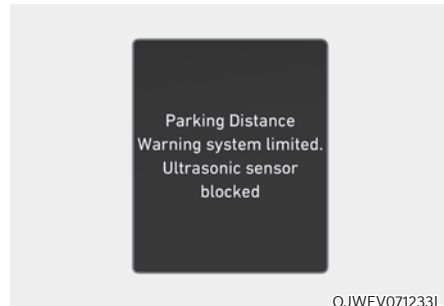 Parking Distance
Warning system limited.
Ultrasonic sensor
blocked
OJWEV071233L